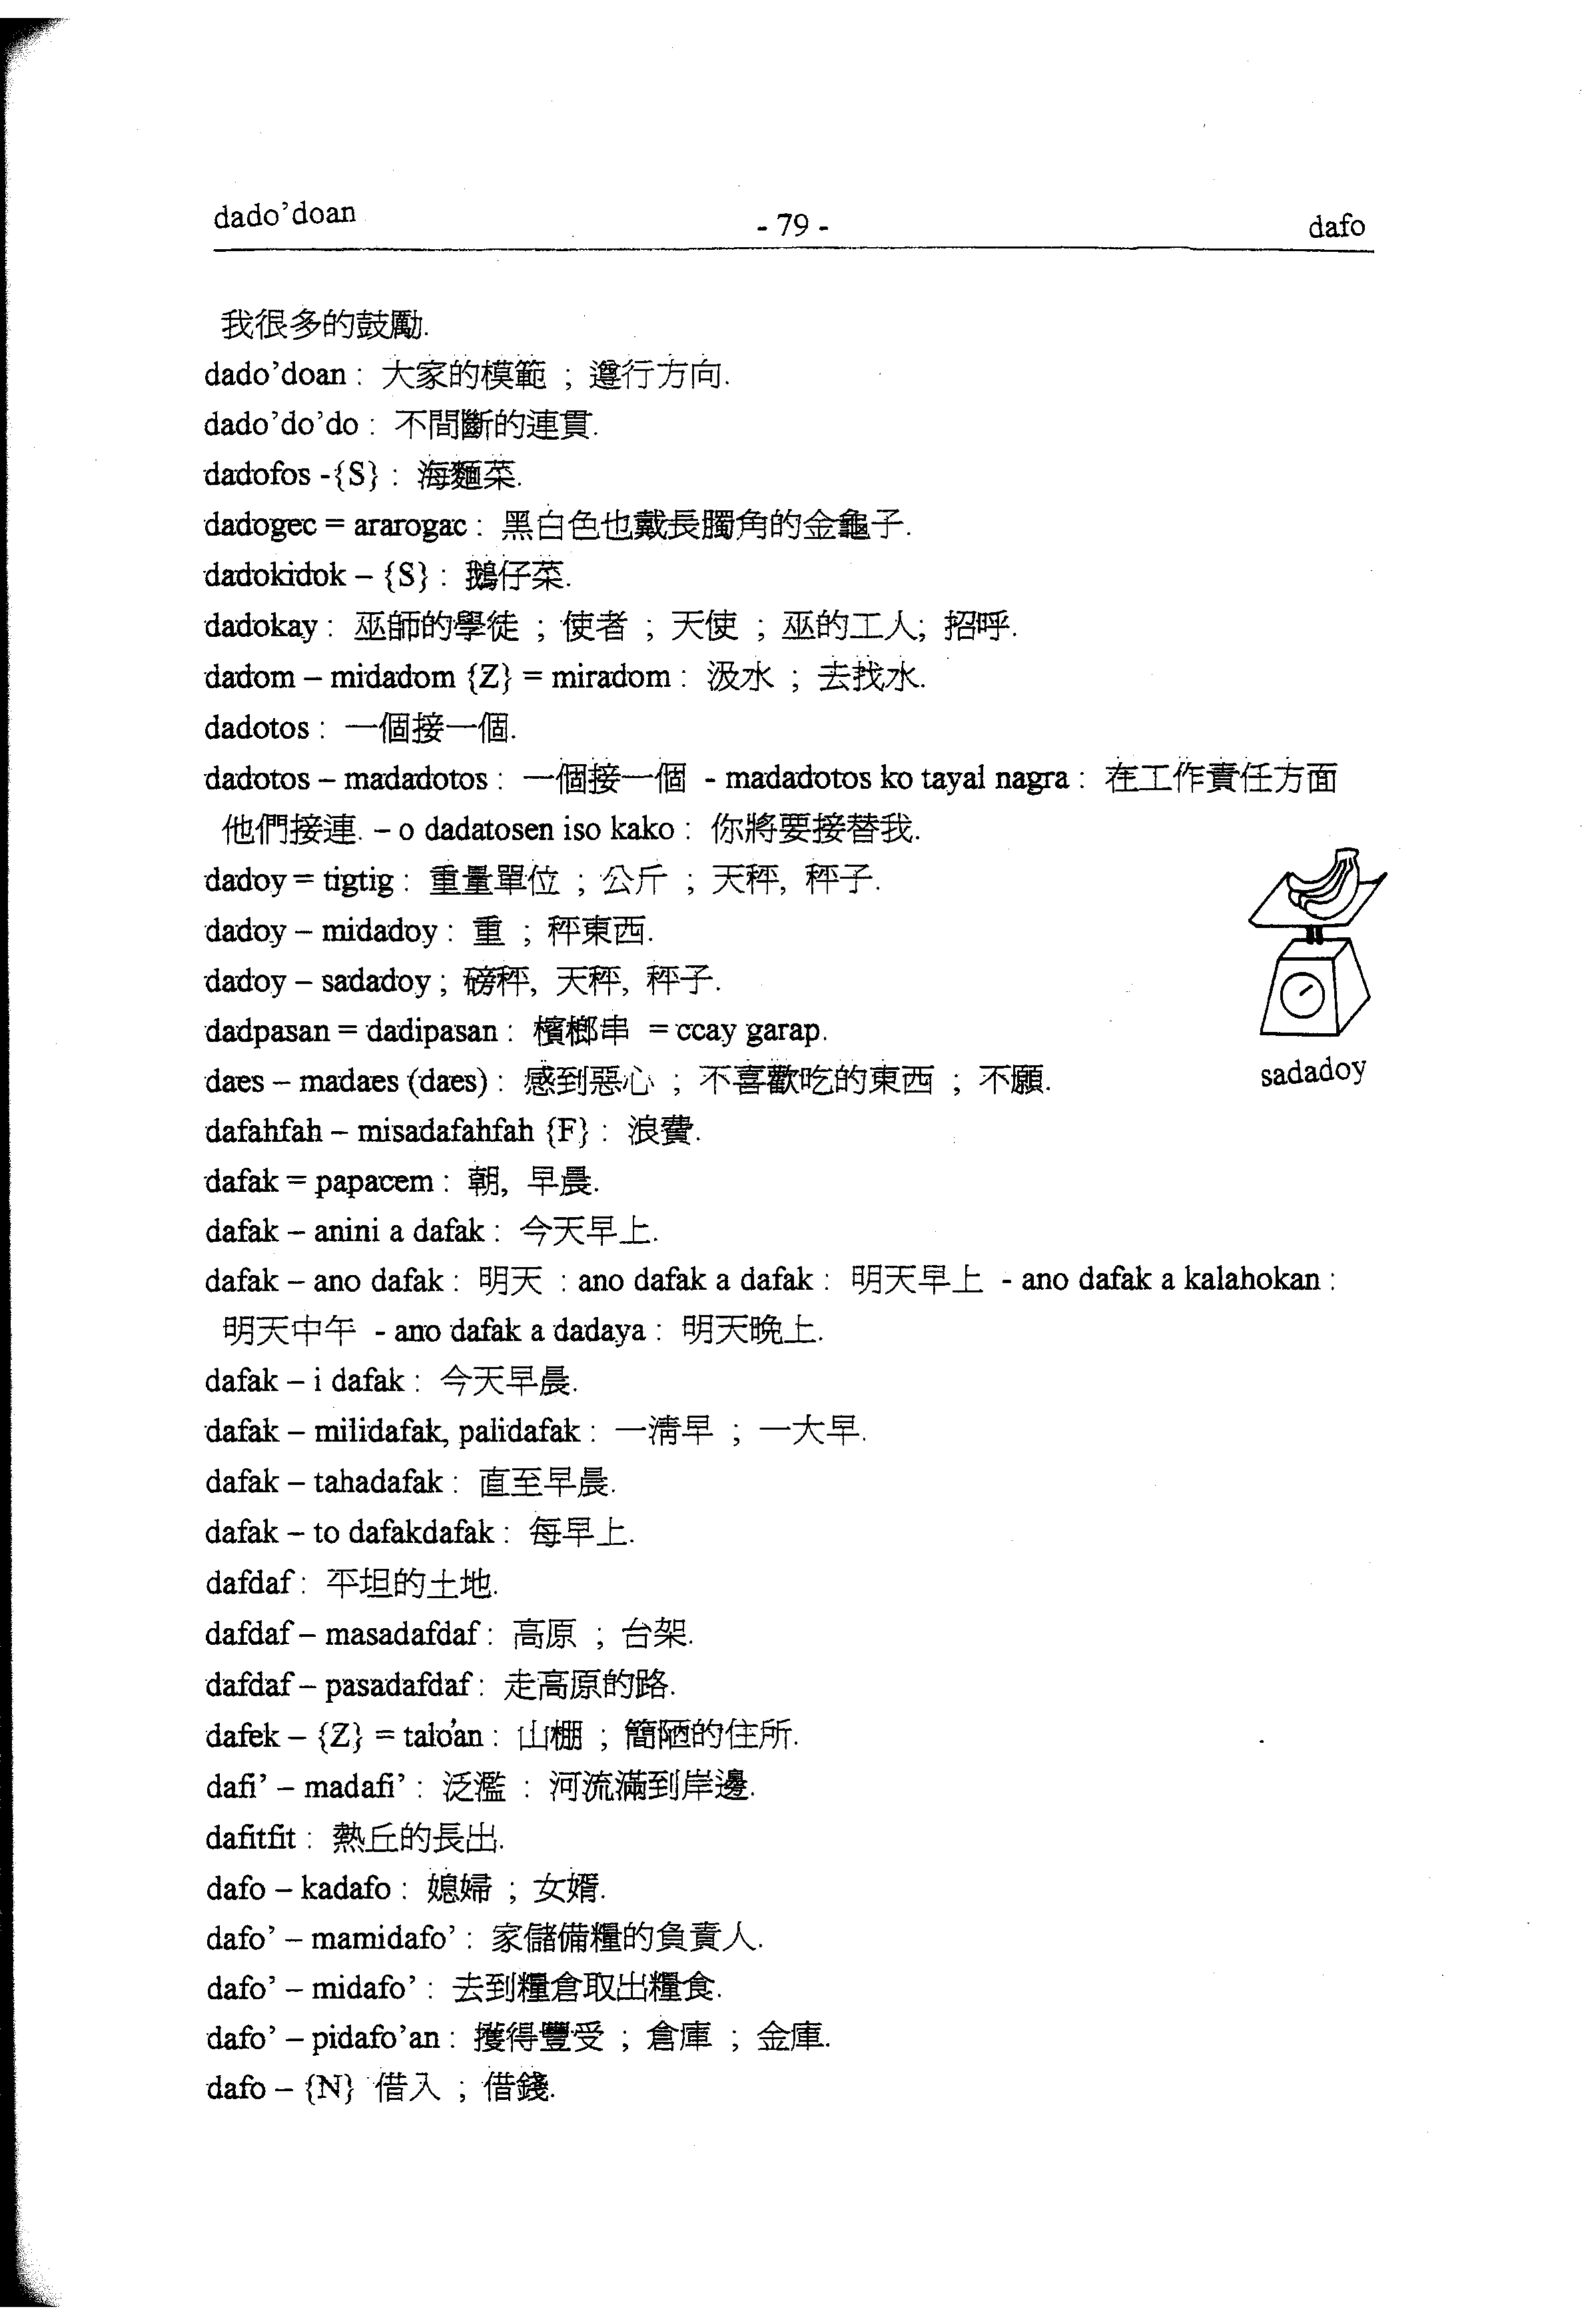 dado’doan - 79 - dafo
我很多的鼓勵.
dado’doan : 大家的模範 ; 遵行方向.
dado’do’do : 不間斷的連貫.
dadofos -{S} : 海麵菜.
dadogec = ararogac : 黑白色也戴長髑角的金龜子.
dadokidok – {S} : 鵝仔菜.
dadokay : 巫師的學徒 ; 使者 ; 天使 ; 巫的工人; 招呼.
dadom – midadom {Z} = miradom : 汲水 ; 去找水.
dadotos : 一個接一個.
dadotos – madadotos : 一個接一個 - madadotos ko tayal nagra : 在工作責任方面
他們接連. – o dadatosen iso kako : 你將要接替我.
dadoy = tigtig : 重量單位 ; 公斤 ; 天秤, 秤子.
dadoy – midadoy : 重 ; 秤東西.
dadoy – sadadoy ; 磅秤, 天秤, 秤子.
dadpasan = dadipasan : 檳榔串 = ccay garap.
daes – madaes (daes) : 感到惡心 ; 不喜歡吃的東西 ; 不願.
sadadoy
dafahfah – misadafahfah {F} : 浪費.
dafak = papacem : 朝, 早晨.
dafak – anini a dafak : 今天早上.
dafak – ano dafak : 明天 : ano dafak a dafak : 明天早上 - ano dafak a kalahokan :
明天中午 - ano dafak a dadaya : 明天晚上.
dafak – i dafak : 今天早晨.
dafak – milidafak, palidafak : 一淸早 ; 一大早.
dafak – tahadafak : 直至早晨.
dafak – to dafakdafak : 每早上.
dafdaf : 平坦的土地.
dafdaf – masadafdaf : 高原 ; 台架.
dafdaf – pasadafdaf : 走高原的路.
dafek – {Z} = talo’an : 山棚 ; 簡陋的住所.
dafi’ – madafi’ : 泛濫 : 河流滿到岸邊.
dafitfit : 熱丘的長出.
dafo – kadafo : 媳婦 ; 女婿.
dafo’ – mamidafo’ : 家儲備糧的負責人.
dafo’ – midafo’ : 去到糧倉取出糧食.
dafo’ – pidafo’an : 獲得豐受 ; 倉庫 ; 金庫.
dafo – {N} 借入 ; 借錢.